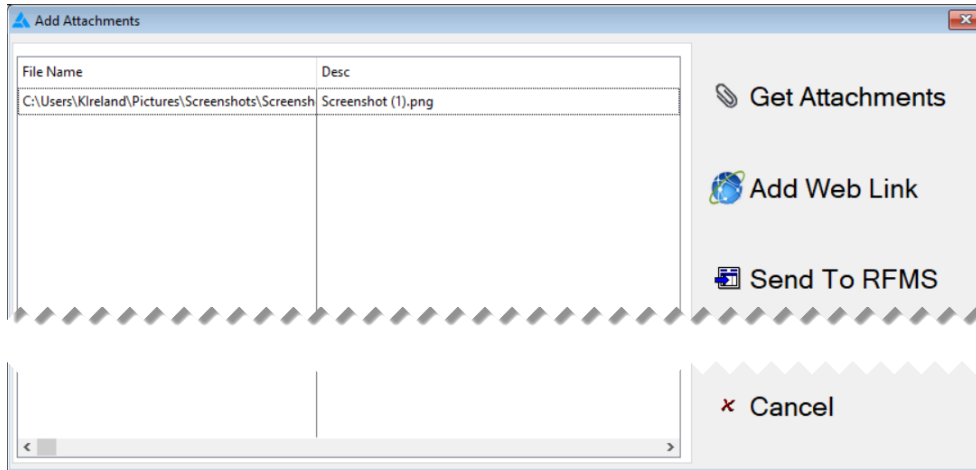 Add Attachments
File Name Desc
C:\Users\KIreland\Pictures\Screenshots\Screensh Screenshot (1).png
Get Attachments
Add Web Link
Send To RFMS
Cancel